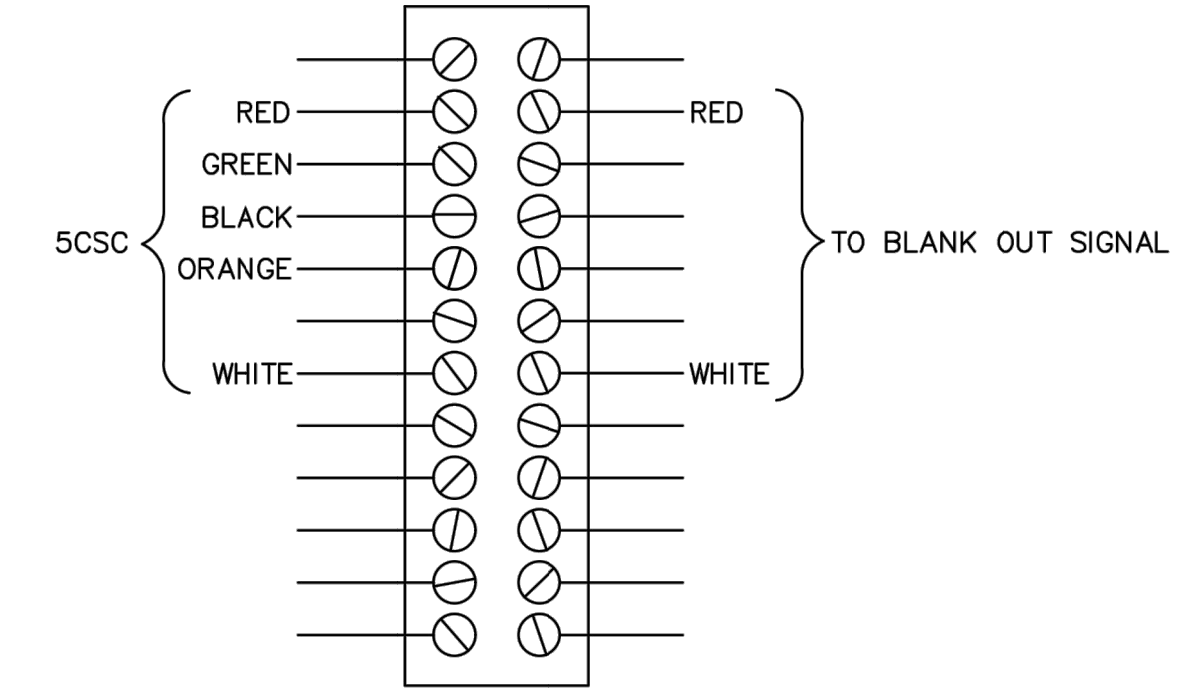 RED RED
GREEN
BLACK
5CSC TO BLANK OUT SIGNAL
ORANGE
WHITE WHITE